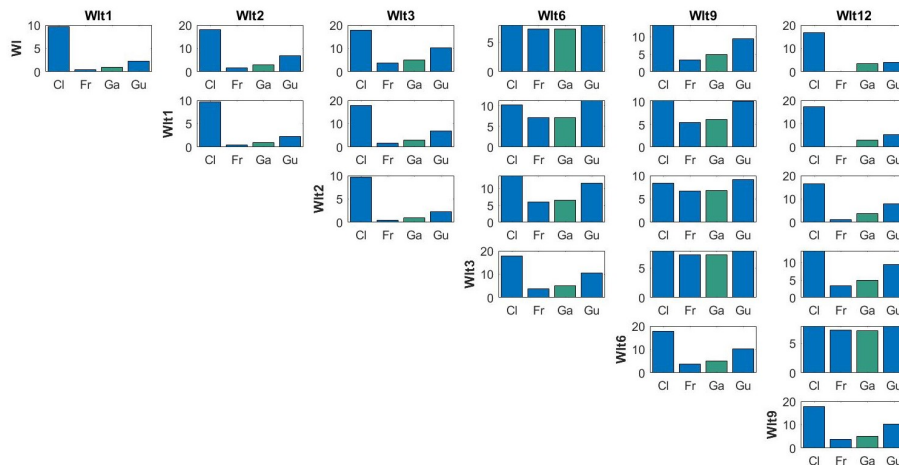 Wlt1 Wlt2 Wlt3 Wlt6 Wlt9 Wlt12
Wl
10 5 0 Cl Fr Ga Gu
20 10 0 Cl Fr Ga Gu
20 10 0 Cl Fr Ga Gu
5 0 Cl Fr Ga Gu
10 5 0 Cl Fr Ga Gu
20 10 0 Cl Fr Ga Gu
Wlt1
10 5 0 Cl Fr Ga Gu
20 10 0 Cl Fr Ga Gu
10 5 0 Cl Fr Ga Gu
10 5 0 Cl Fr Ga Gu
20 10 0 Cl Fr Ga Gu
Wlt2
10 5 0 Cl Fr Ga Gu
10 5 0 Cl Fr Ga Gu
10 5 0 Cl Fr Ga Gu
20 10 0 Cl Fr Ga Gu
Wlt3
20 10 0 Cl Fr Ga Gu
5 0 Cl Fr Ga Gu
10 5 0 Cl Fr Ga Gu
Wlt6
20 10 0 Cl Fr Ga Gu
5 0 Cl Fr Ga Gu
Wlt9
20 10 0 Cl Fr Ga Gu